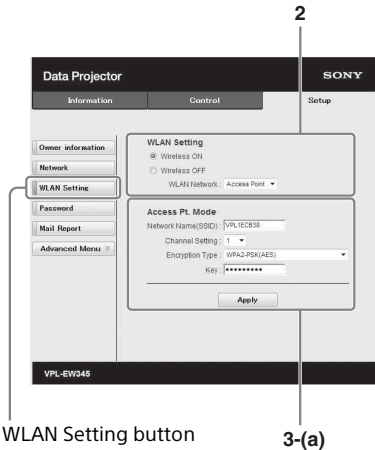 2
Data Projector
SONY
Information
Control
Setup
Owner information
Network
WLAN Setting
Password
Mail Report
Advanced Menu
WLAN Setting
Wireless ON
Wireless OFF
WLAN Network : Access Point
Access Pt. Mode
Network Name(SSID) : VPL1ECB38
Channel Setting : 1
Encryption Type : WPA2-PSK(AES)
Key : •••••••••
Apply
VPL-EW345
WLAN Setting button
3-(a)